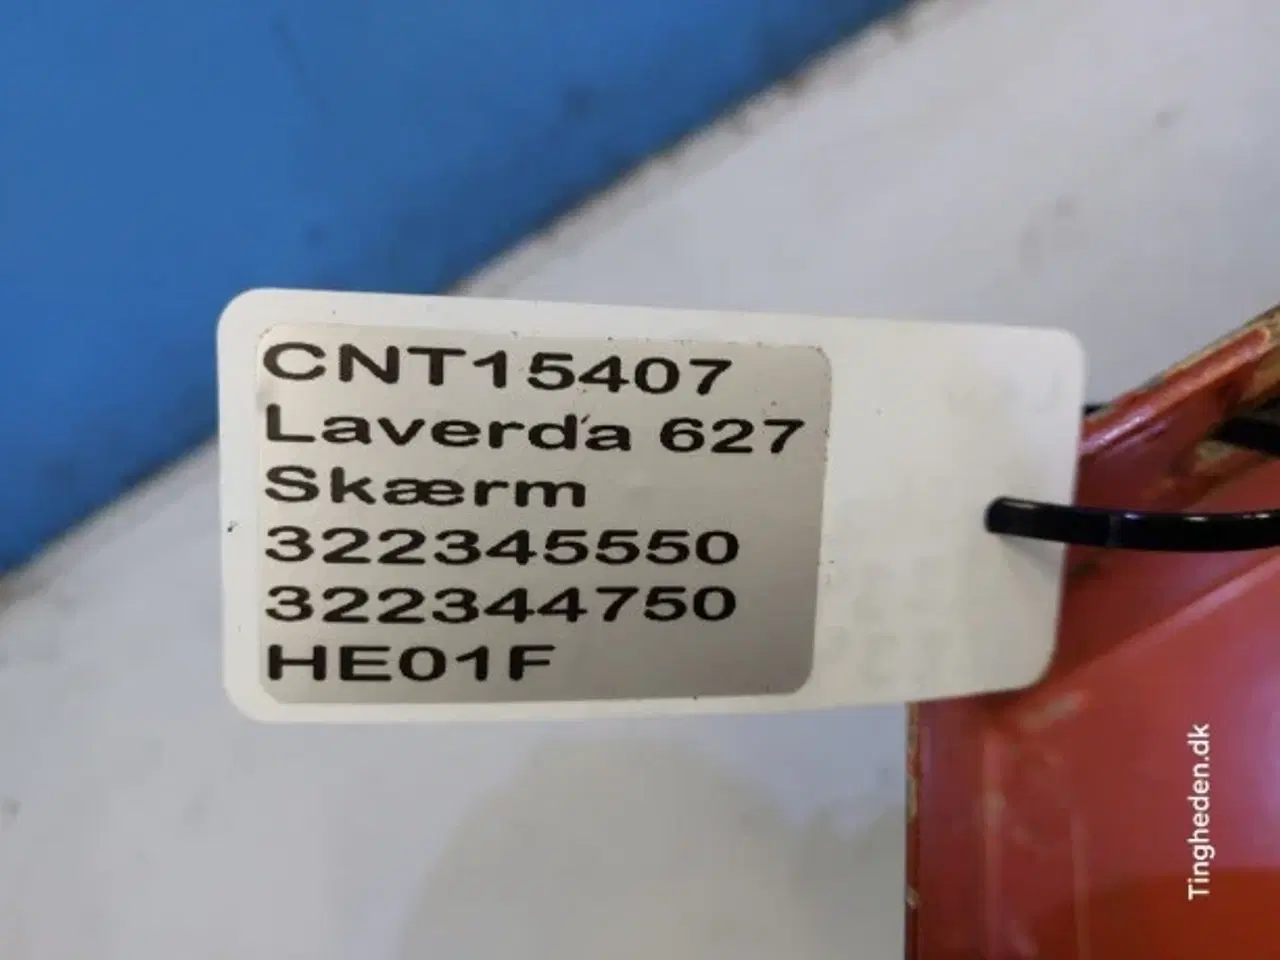 CNT15407
Laverda 627
Skærm
322345550
322344750
HE01F
Tingheden.dk